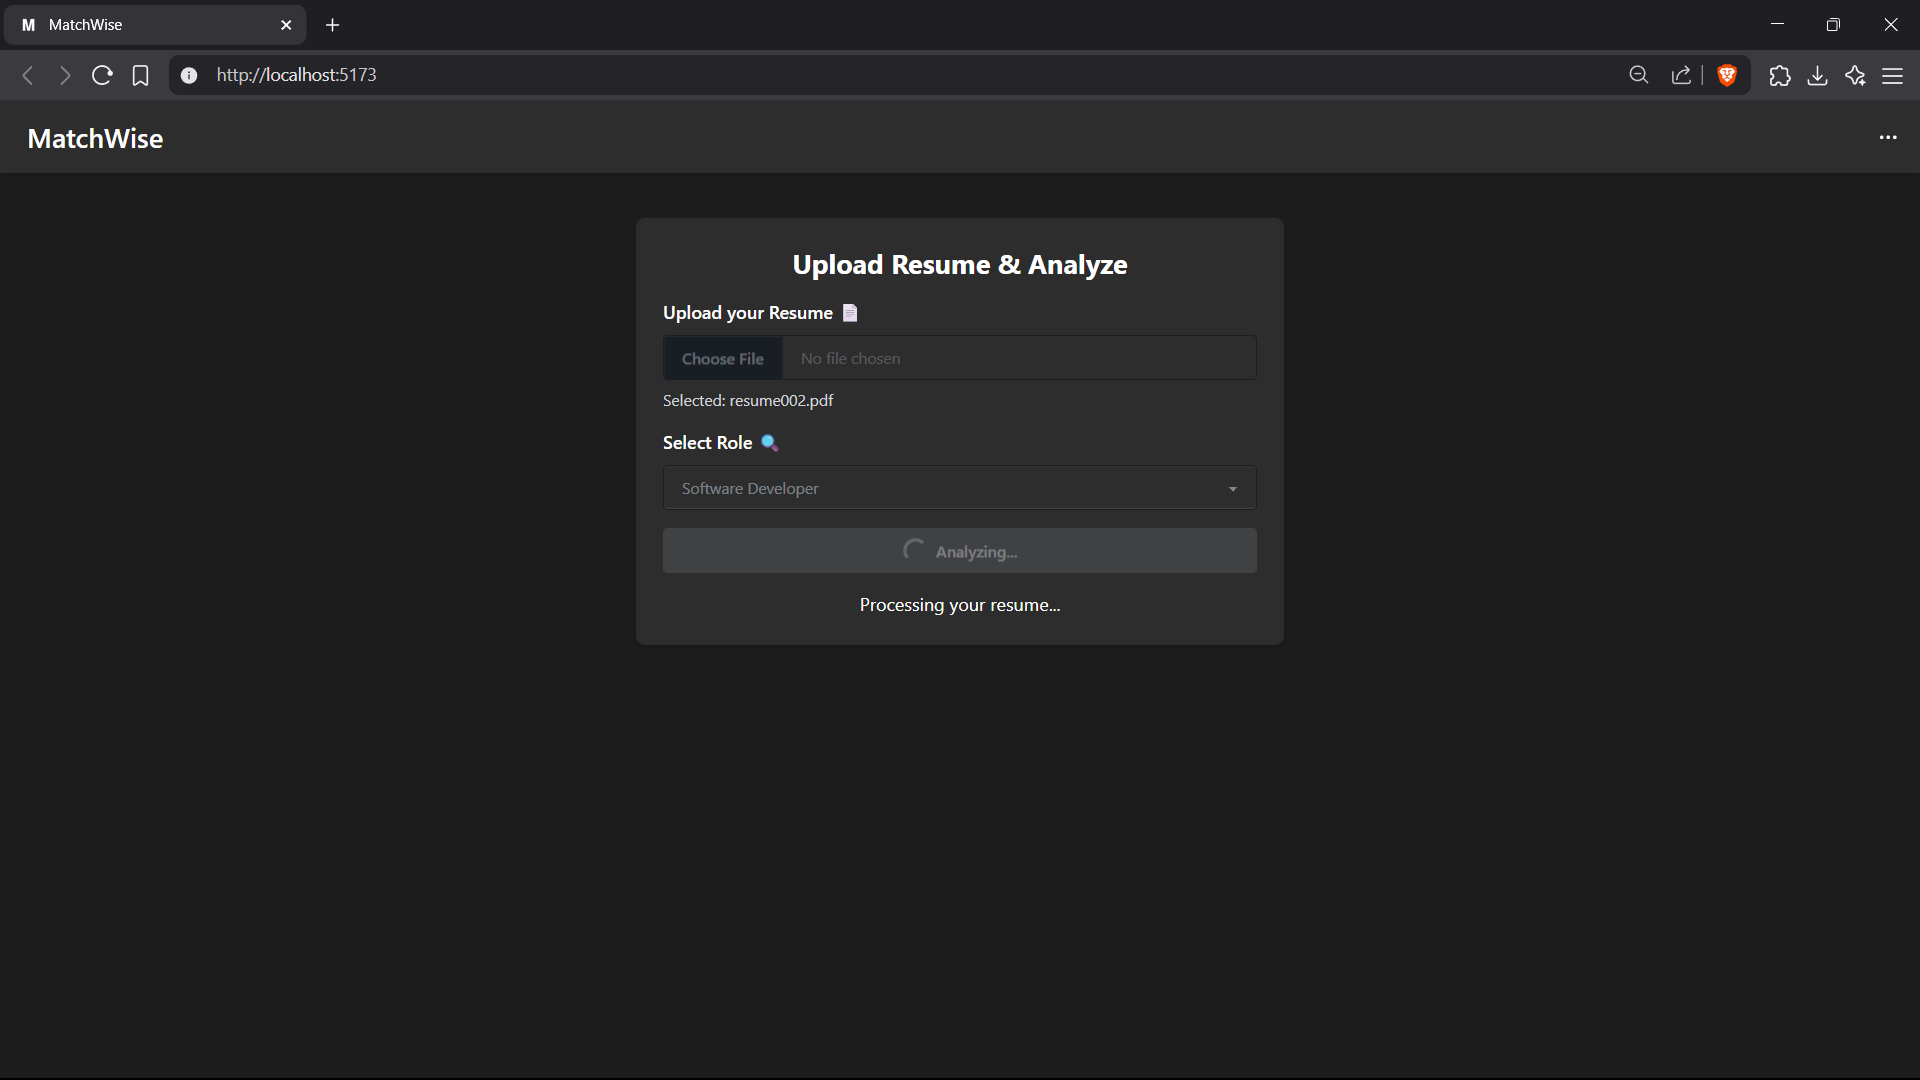 M MatchWise
http://localhost:5173
MatchWise
Upload Resume & Analyze
Upload your Resume
Choose File No file chosen
Selected: resume002.pdf
Select Role
Software Developer
Analyzing...
Processing your resume...